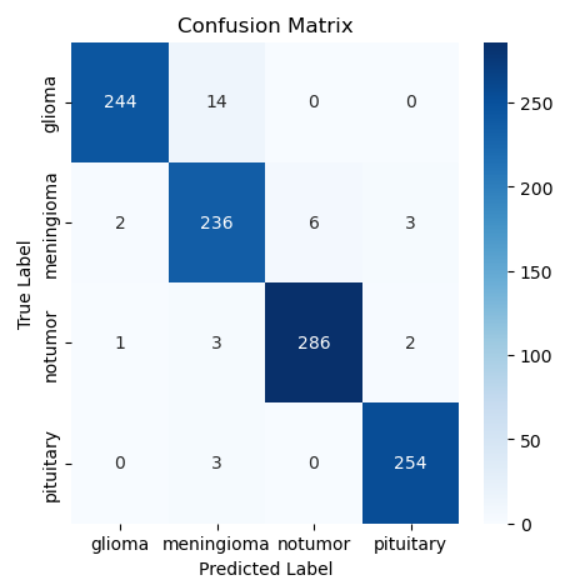 Confusion Matrix
True Label
glioma 244 14 0 0
meningioma 2 236 6 3
notumor 1 3 286 2
pituitary 0 3 0 254
glioma meningioma notumor pituitary
Predicted Label
250
200
150
100
50
0